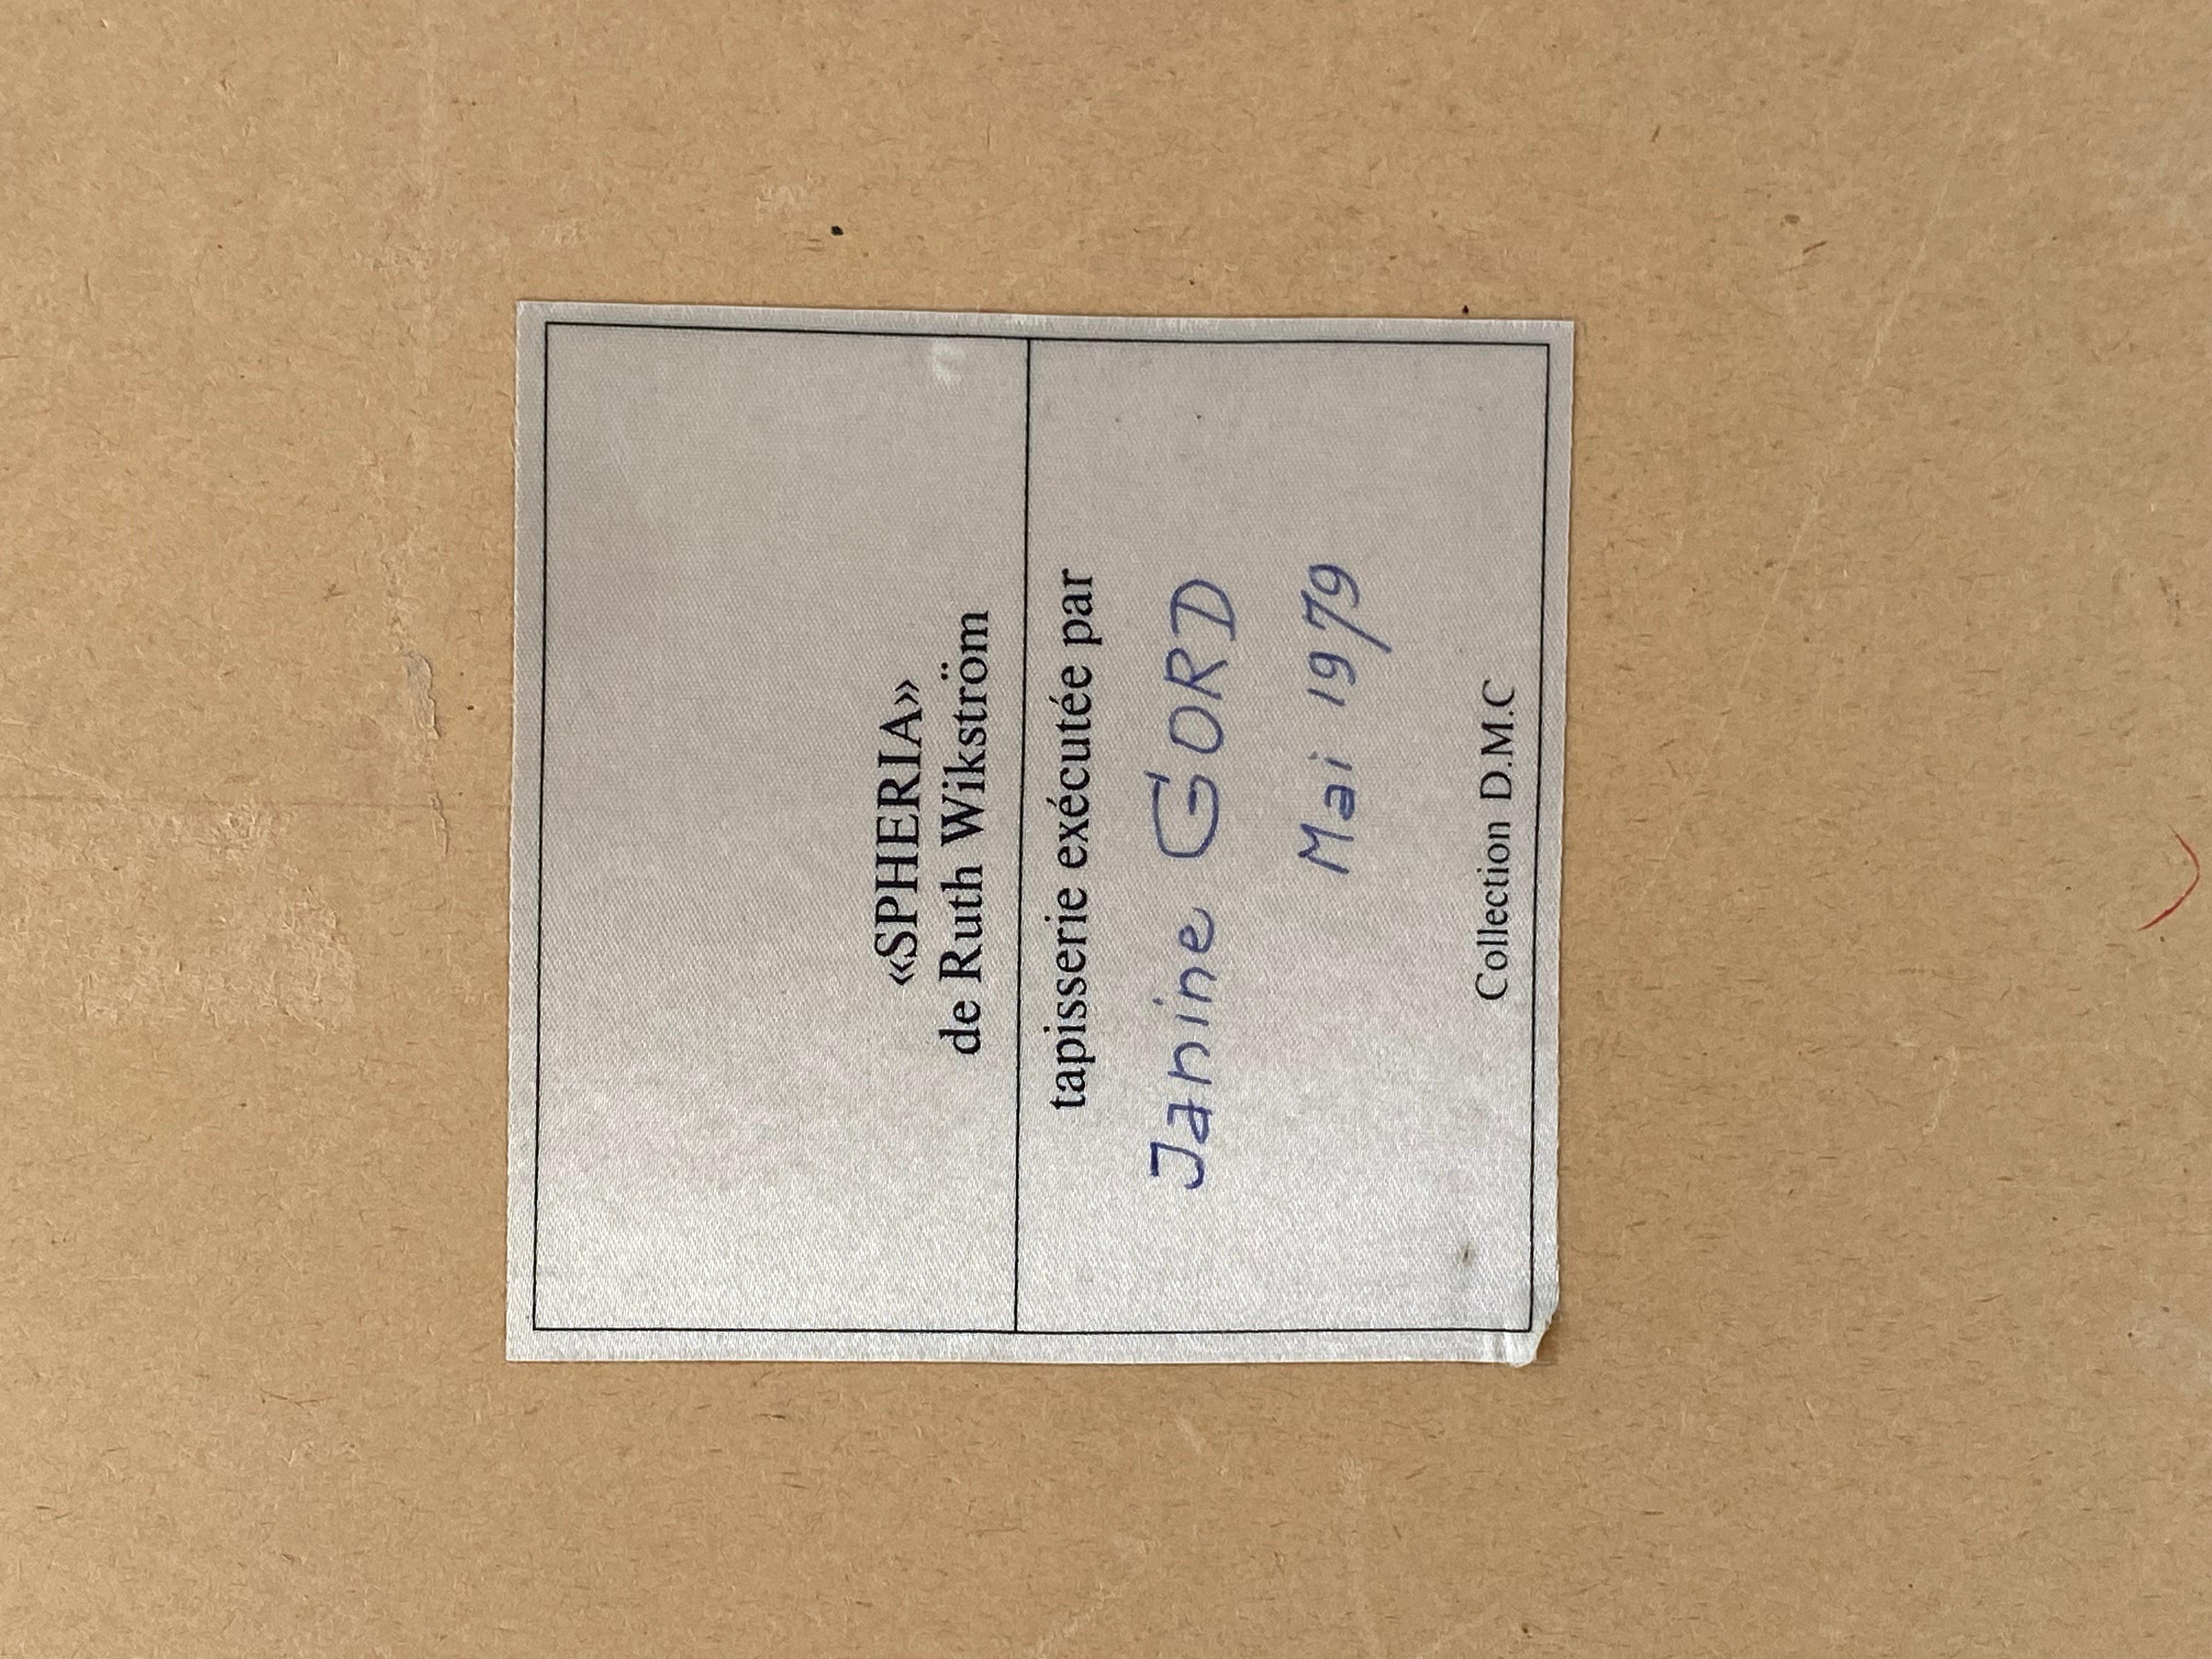 «SPHERIA»
de Ruth Wikström
tapisserie exécutée par
Janine GORD
Mai 1979
Collection D.M.C